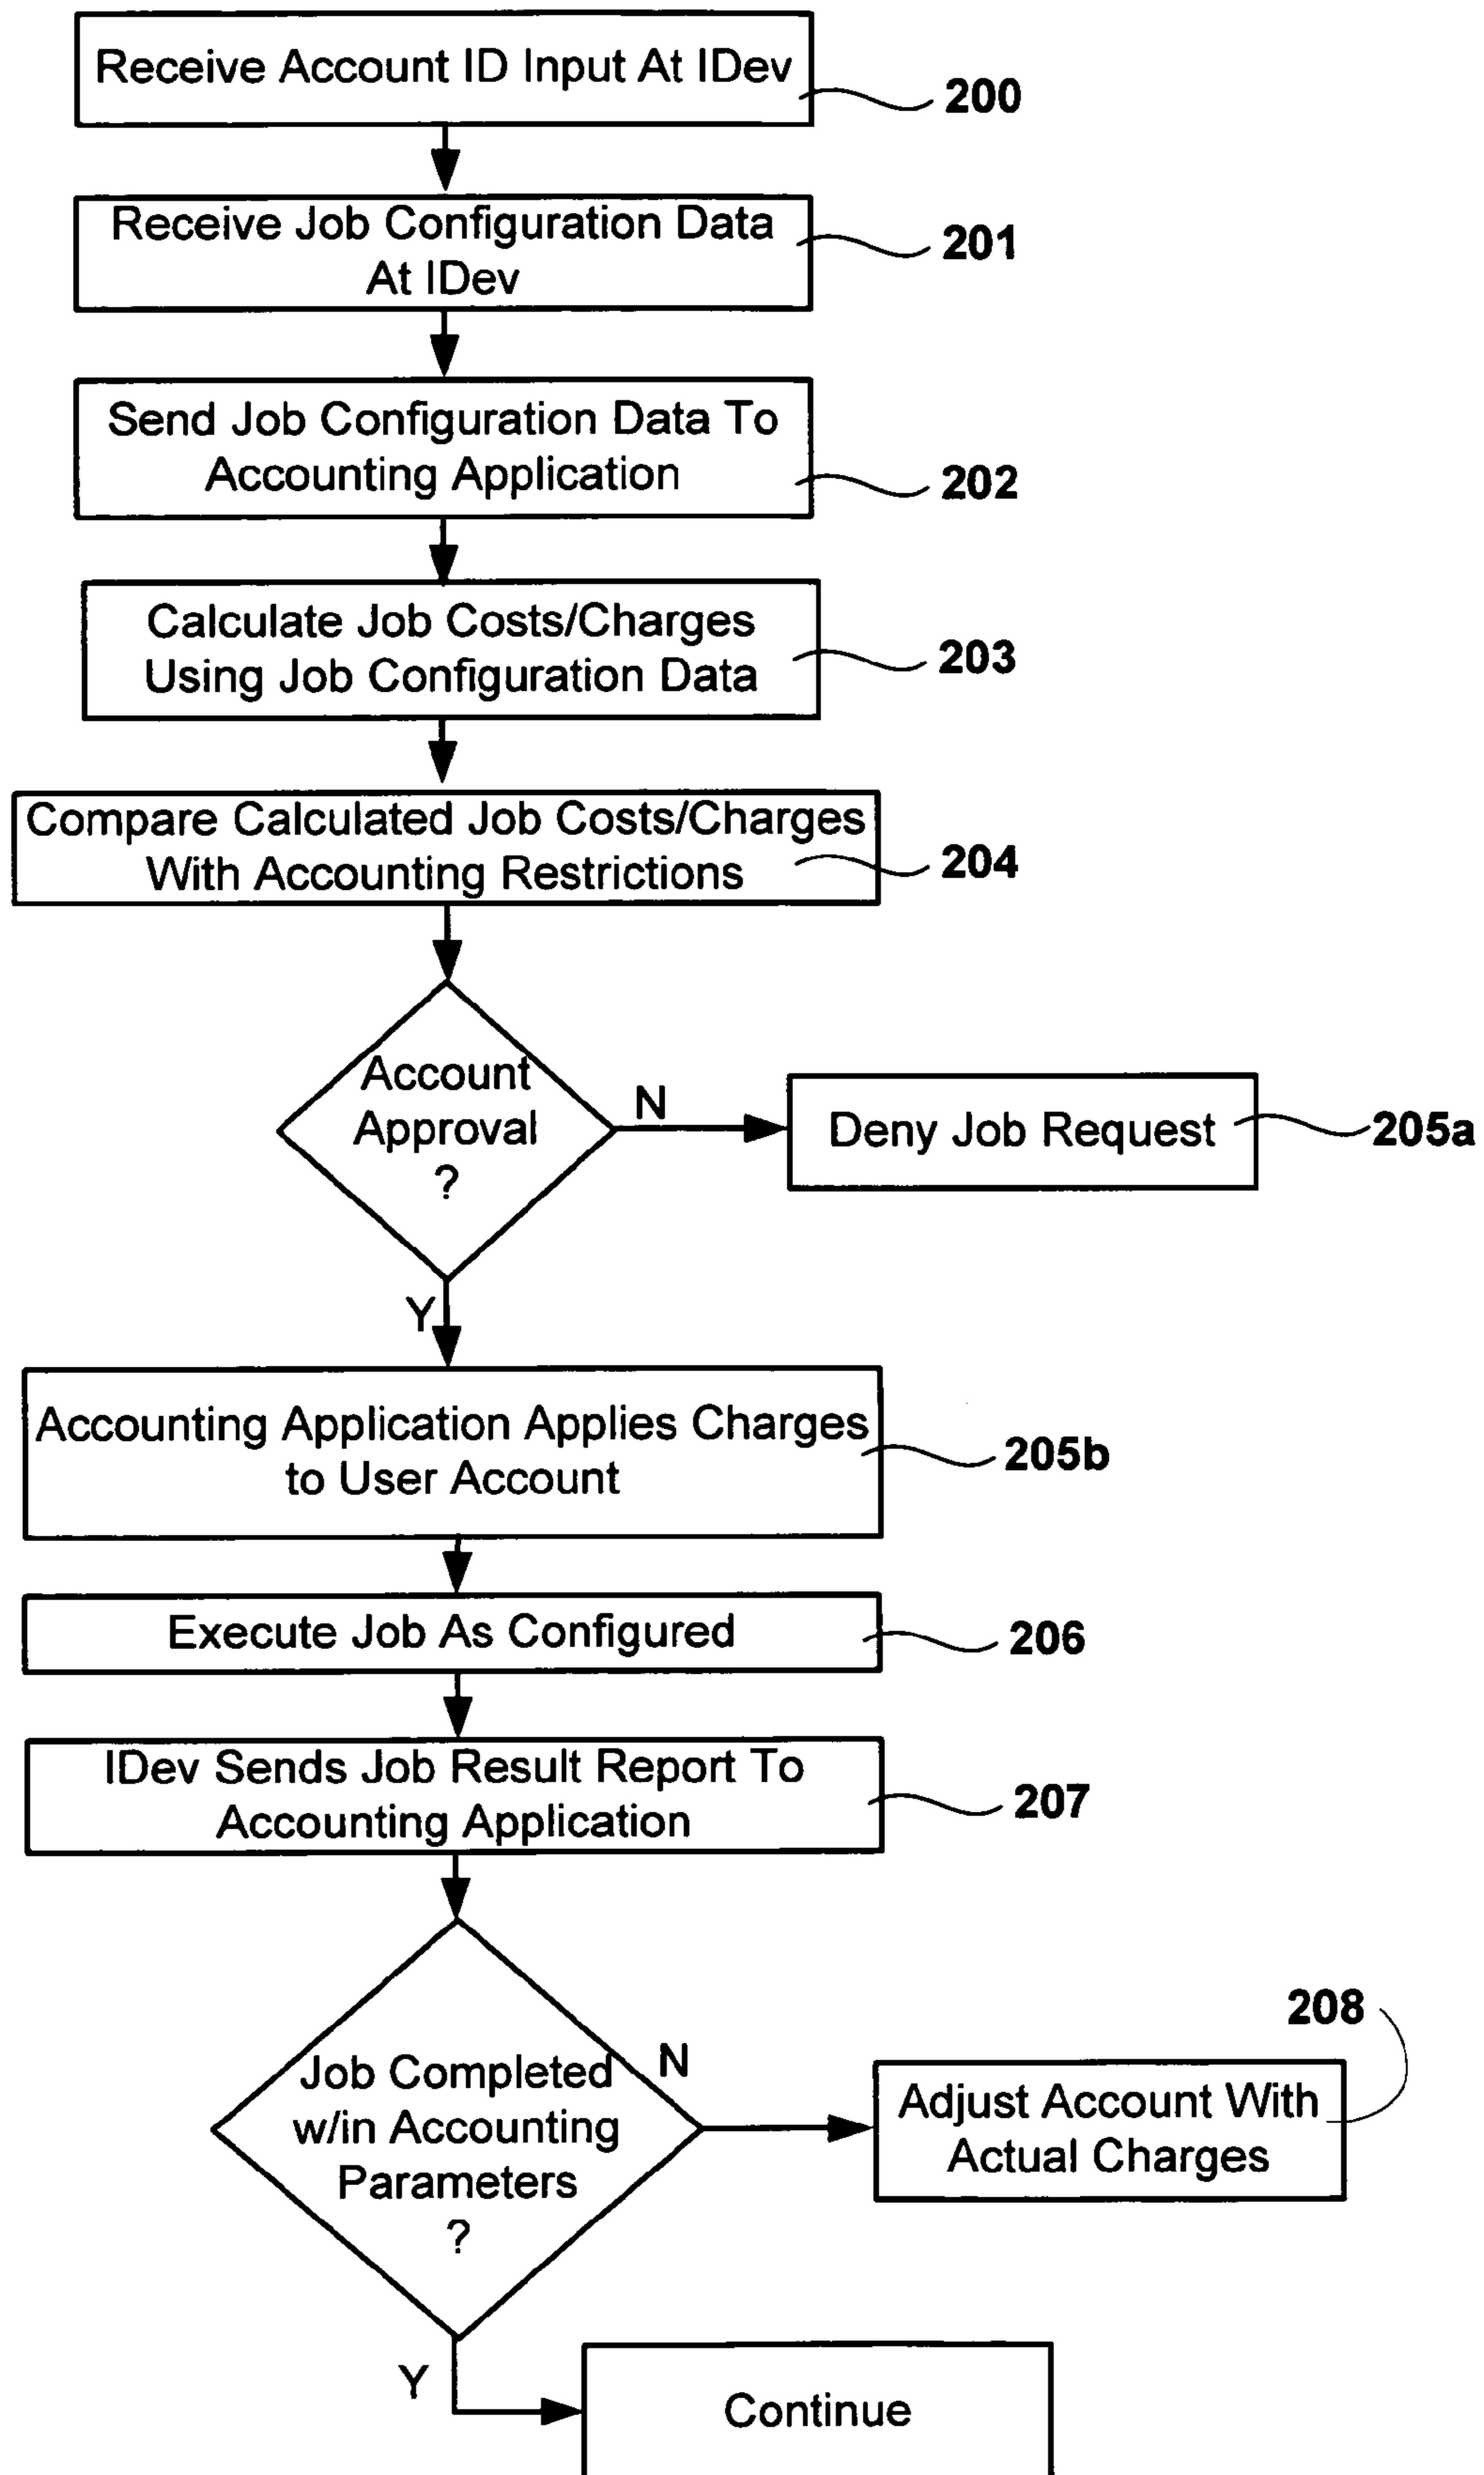 Receive Account ID Input At IDev
200
Receive Job Configuration Data
At IDev
201
Send Job Configuration Data To
Accounting Application
202
Calculate Job Costs/Charges
Using Job Configuration Data
203
Compare Calculated Job Costs/Charges
With Accounting Restrictions
204
Account
Approval
?
N
Deny Job Request
205a
Y
Accounting Application Applies Charges
to User Account
205b
Execute Job As Configured
206
IDev Sends Job Result Report To
Accounting Application
207
Job Completed
w/in Accounting
Parameters
?
N
208
Adjust Account With
Actual Charges
Y
Continue